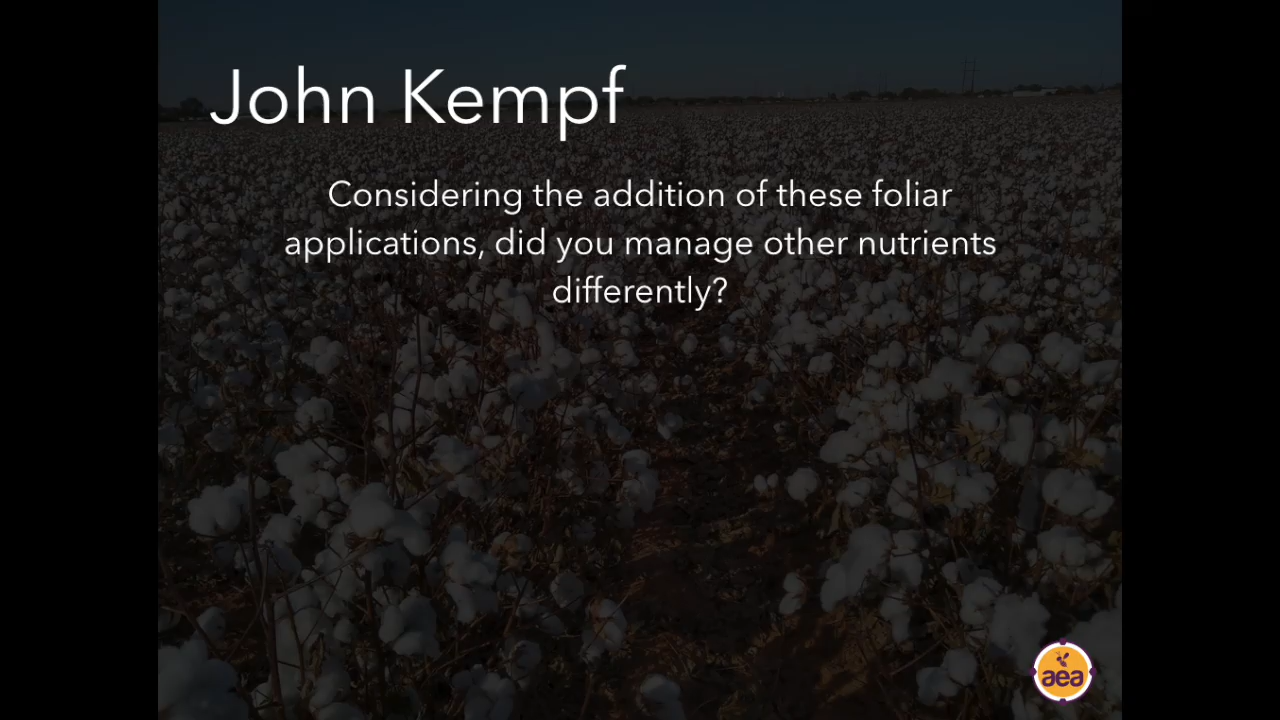 John Kempf
Considering the addition of these foliar
applications, did you manage other nutrients
differently?
aea